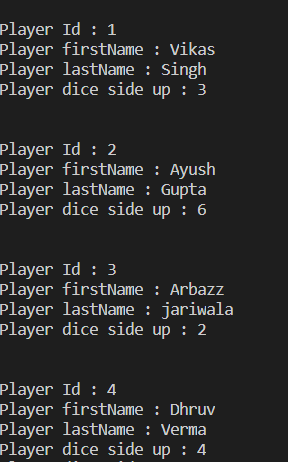 Player Id : 1
Player firstName : Vikas
Player lastName : Singh
Player dice side up : 3
Player Id : 2
Player firstName : Ayush
Player lastName : Gupta
Player dice side up : 6
Player Id : 3
Player firstName : Arbazz
Player lastName : jariwala
Player dice side up : 2
Player Id : 4
Player firstName : Dhruv
Player lastName : Verma
Player dice side up : 4